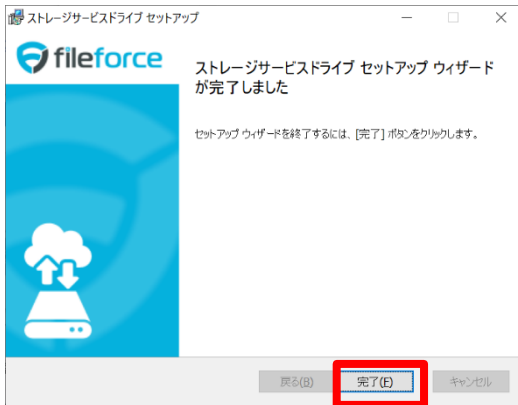 ストレージサービスドライブ セットアップ
fileforce
ストレージサービスドライブ セットアップ ウィザード
が完了しました
セットアップ ウィザードを終了するには、[完了] ボタンをクリックします。
戻る(B)
完了(F)
キャンセル